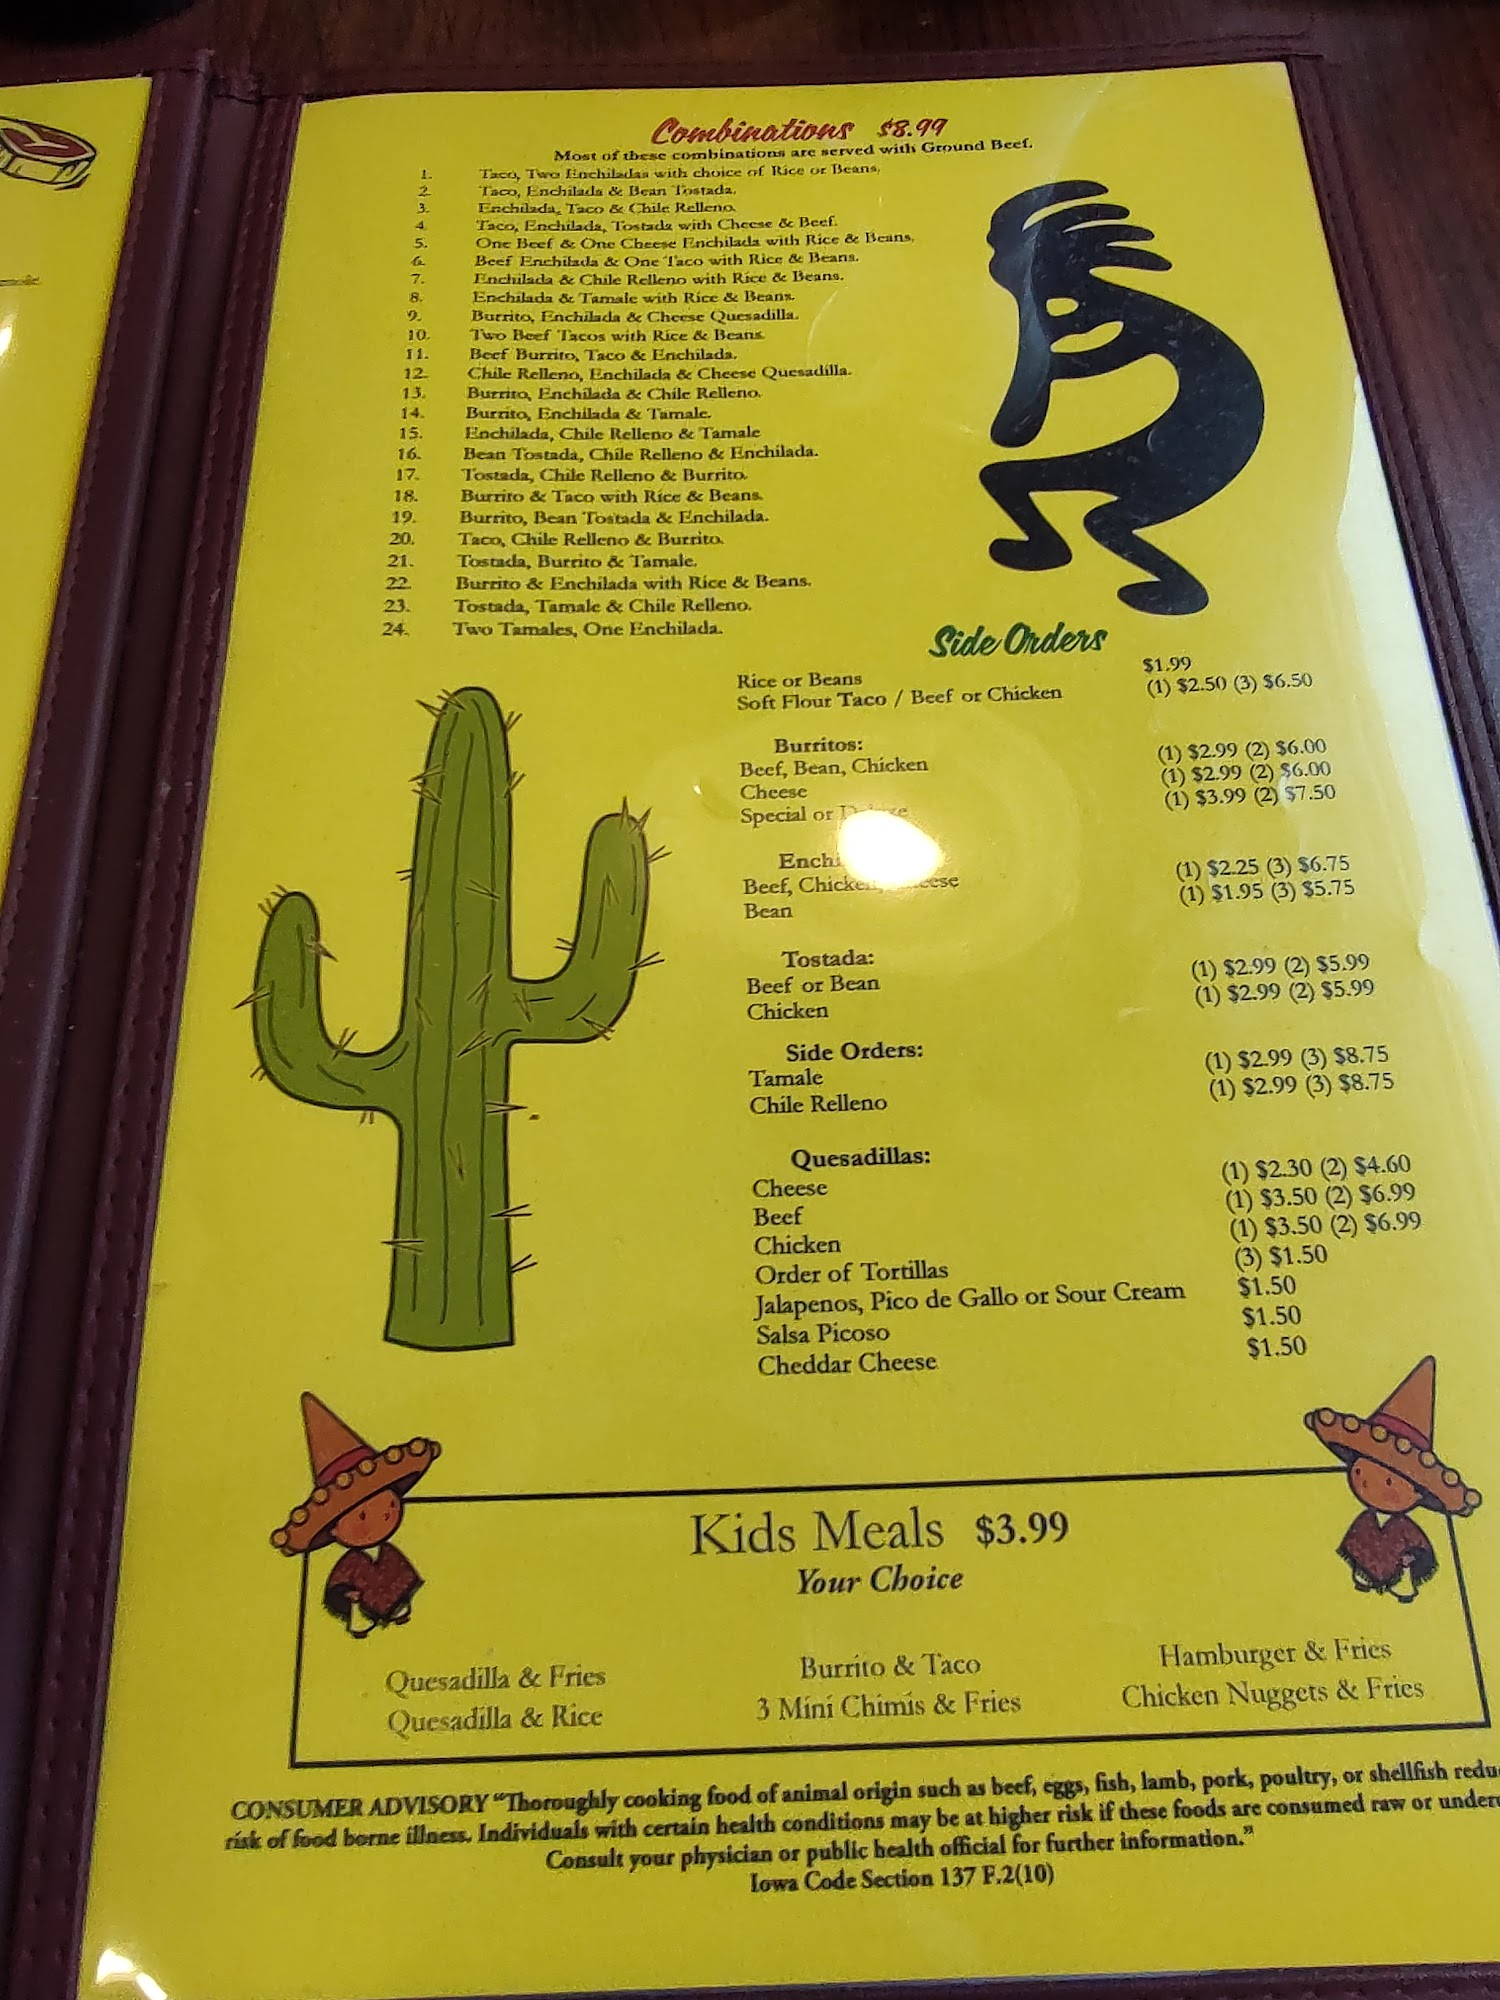 Combinations $8.99
Most of these combinations are served with Ground Beef.
1. Taco, Two Enchiladas with choice of Rice or Beans.
2. Taco, Enchilada & Bean Tostada.
3. Enchilada, Taco & Chile Relleno.
4. Taco, Enchilada, Tostada with Cheese & Beef.
5. One Beef & One Cheese Enchilada with Rice & Beans.
6. Beef Enchilada & One Taco with Rice & Beans.
7. Enchilada & Chile Relleno with Rice & Beans.
8. Enchilada & Tamale with Rice & Beans.
9. Burrito, Enchilada & Cheese Quesadilla.
10. Two Beef Tacos with Rice & Beans.
11. Beef Burrito, Taco & Enchilada.
12. Chile Relleno, Enchilada & Cheese Quesadilla.
13. Burrito, Enchilada & Chile Relleno.
14. Burrito, Enchilada & Tamale.
15. Enchilada, Chile Relleno & Tamale
16. Bean Tostada, Chile Relleno & Enchilada.
17. Tostada, Chile Relleno & Burrito.
18. Burrito & Taco with Rice & Beans.
19. Burrito, Bean Tostada & Enchilada.
20. Taco, Chile Relleno & Burrito.
21. Tostada, Burrito & Tamale.
22. Burrito & Enchilada with Rice & Beans.
23. Tostada, Tamale & Chile Relleno.
24. Two Tamales, One Enchilada.
Side Orders
Rice or Beans $1.99
Soft Flour Taco / Beef or Chicken (1) $2.50 (3) $6.50
Burritos:
Beef, Bean, Chicken (1) $2.99 (2) $6.00
Cheese (1) $2.99 (2) $6.00
Special or (1) $3.99 (2) $7.50
Beef, Chicken, Cheese (1) $2.25 (3) $6.75
Bean (1) $1.95 (3) $5.75
Tostada:
Beef or Bean (1) $2.99 (2) $5.99
Chicken (1) $2.99 (2) $5.99
Side Orders:
Tamale (1) $2.99 (3) $8.75
Chile Relleno (1) $2.99 (3) $8.75
Quesadillas:
Cheese (1) $2.30 (2) $4.60
Beef (1) $3.50 (2) $6.99
Chicken (1) $3.50 (2) $6.99
Order of Tortillas (3) $1.50
Jalapenos, Pico de Gallo or Sour Cream $1.50
Salsa Picoso $1.50
Cheddar Cheese $1.50
Kids Meals $3.99
Your Choice
Quesadilla & Fries Burrito & Taco Hamburger & Fries
Quesadilla & Rice 3 Mini Chimis & Fries Chicken Nuggets & Fries
CONSUMER ADVISORY "Thoroughly cooking food of animal origin such as beef, eggs, fish, lamb, pork, poultry, or shellfish
risk of food borne illness. Individuals with certain health conditions may be at higher risk if these foods are consumed raw or
Consult your physician or public health official for further information."
Iowa Code Section 137 F.2(10)